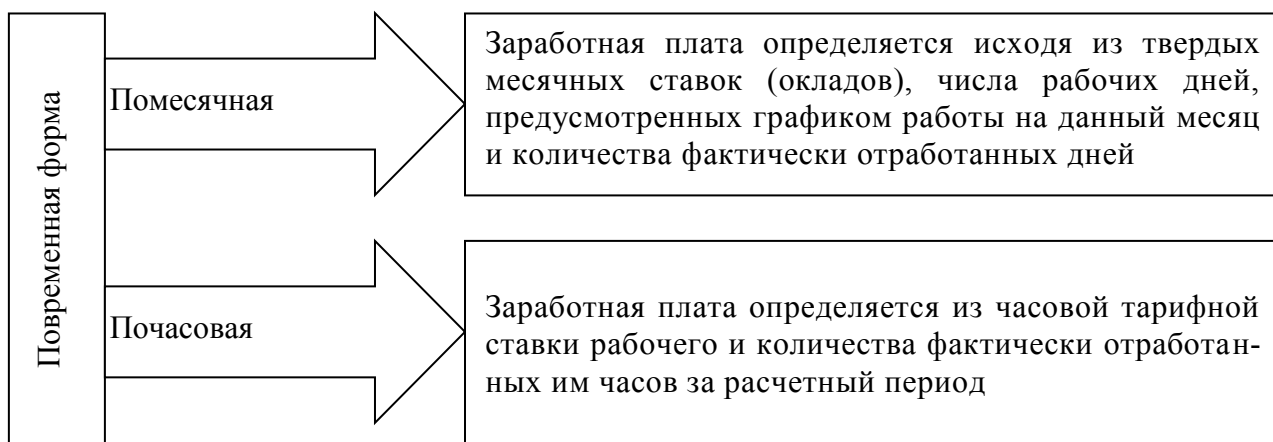 Повременная форма
Помесячная
Заработная плата определяется исходя из твердых
месячных ставок (окладов), числа рабочих дней,
предусмотренных графиком работы на данный месяц
и количества фактически отработанных дней
Почасовая
Заработная плата определяется из часовой тарифной
ставки рабочего и количества фактически отработан-
ных им часов за расчетный период